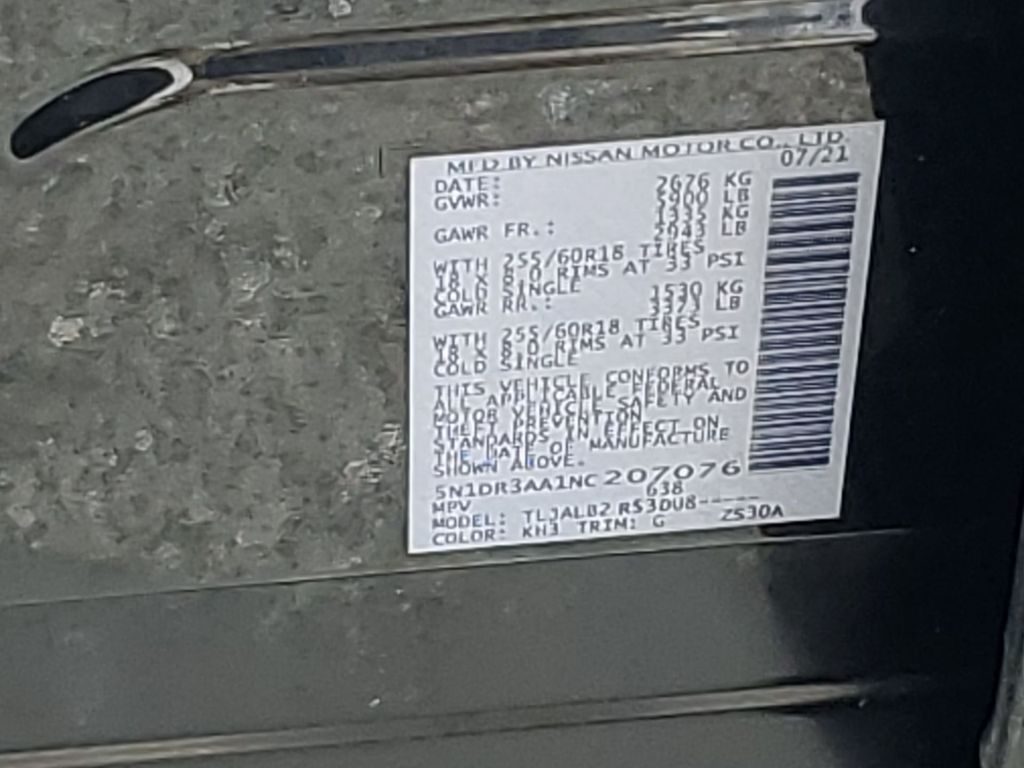 MFD BY NISSAN MOTOR CO., LTD.
DATE: 07/21
GVWR: 2676 KG
5900 LB
GAWR FR.: 1335 KG
2943 LB
WITH 255/60R18 TIRES
18 X 8.0 RIMS AT 33 PSI
COLD SINGLE
GAWR RR.: 1530 KG
3373 LB
WITH 255/60R18 TIRES
18 X 8.0 RIMS AT 33 PSI
COLD SINGLE
THIS VEHICLE CONFORMS TO
ALL APPLICABLE FEDERAL
MOTOR VEHICLE SAFETY AND
THEFT PREVENTION
STANDARDS IN EFFECT ON
THE DATE OF MANUFACTURE
SHOWN ABOVE.
5N1DR3AA1NC207076
MPV 638
MODEL: TLJALB2 RS3DU8-----
COLOR: KH3 TRIM: G ZS30A